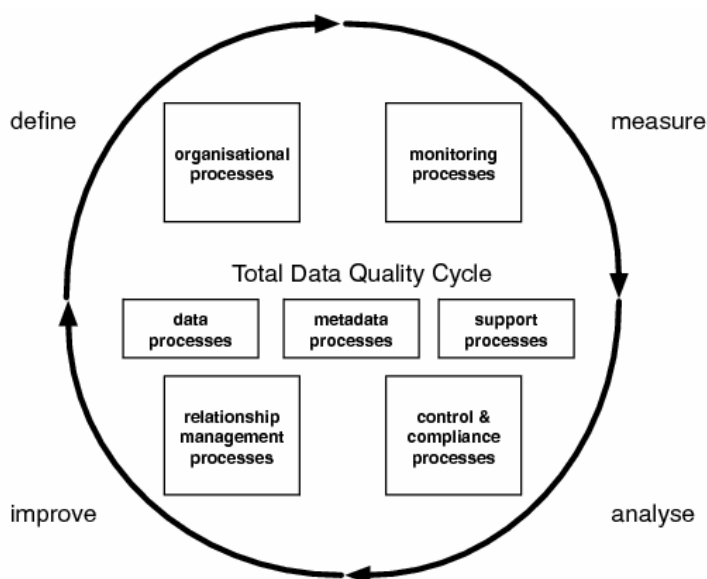 define
measure
organisational
processes
monitoring
processes
Total Data Quality Cycle
data
processes
metadata
processes
support
processes
relationship
management
processes
control &
compliance
processes
improve
analyse